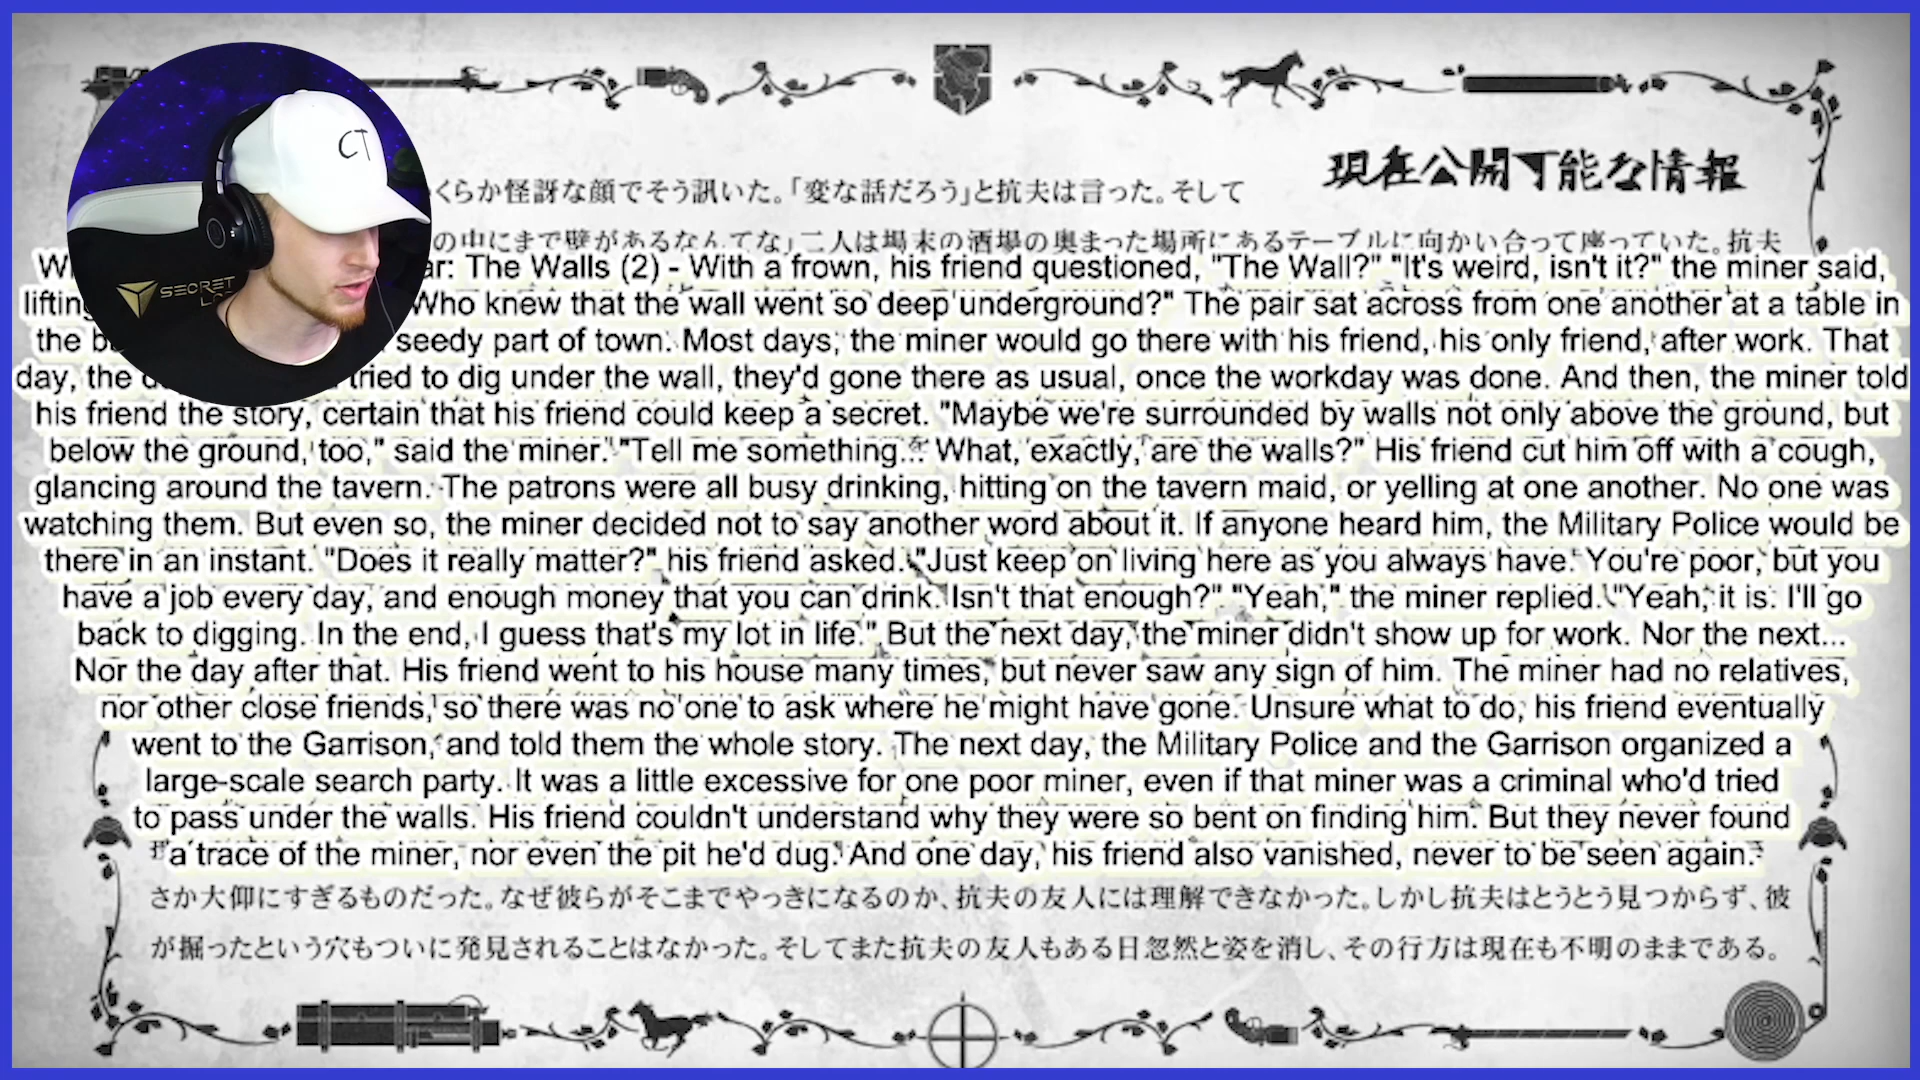 現在公開可能な情報
くらか怪訝な顔でそう訊いた。「変な話だろう」と抗夫は言った。そして
の中にまで壁があるなんてな」二人は場末の酒場の奥まった場所にあるテーブルに向かい合って座っていた。抗夫
CT
SECRET
ar: The Walls (2) - With a frown, his friend questioned, "The Wall?" "It's weird, isn't it?" the miner said,
lifting Who knew that the wall went so deep underground?" The pair sat across from one another at a table in
the seedy part of town. Most days, the miner would go there with his friend, his only friend, after work. That
day, the tried to dig under the wall, they'd gone there as usual, once the workday was done. And then, the miner told
his friend the story, certain that his friend could keep a secret. "Maybe we're surrounded by walls not only above the ground, but
below the ground, too," said the miner. "Tell me something... What, exactly, are the walls?" His friend cut him off with a cough,
glancing around the tavern. The patrons were all busy drinking, hitting on the tavern maid, or yelling at one another. No one was
watching them. But even so, the miner decided not to say another word about it. If anyone heard him, the Military Police would be
there in an instant. "Does it really matter?" his friend asked. "Just keep on living here as you always have. You're poor, but you
have a job every day, and enough money that you can drink. Isn't that enough?" "Yeah," the miner replied. "Yeah, it is. I'll go
back to digging. In the end, I guess that's my lot in life." But the next day, the miner didn't show up for work. Nor the next...
Nor the day after that. His friend went to his house many times, but never saw any sign of him. The miner had no relatives,
nor other close friends, so there was no one to ask where he might have gone. Unsure what to do, his friend eventually
went to the Garrison, and told them the whole story. The next day, the Military Police and the Garrison organized a
large-scale search party. It was a little excessive for one poor miner, even if that miner was a criminal who'd tried
to pass under the walls. His friend couldn't understand why they were so bent on finding him. But they never found
a trace of the miner, nor even the pit he'd dug. And one day, his friend also vanished, never to be seen again.
さか大仰にすぎるものだった。なぜ彼らがそこまでやっきになるのか、抗夫の友人には理解できなかった。しかし抗夫はとうとう見つからず、彼
が掘ったという穴もついに発見されることはなかった。そしてまた抗夫の友人もある日忽然と姿を消し、その行方は現在も不明のままである。